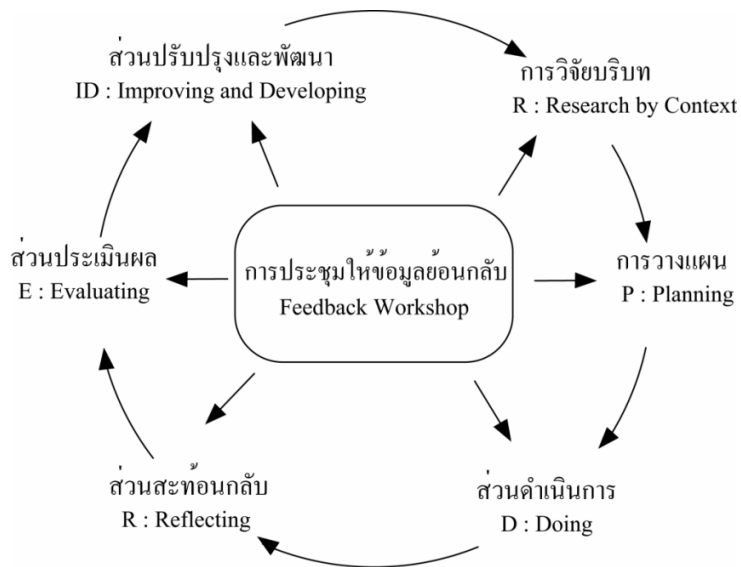 ส่วนปรับปรุงและพัฒนา
ID : Improving and Developing
การวิจัยบริบท
R : Research by Context
ส่วนประเมินผล
E : Evaluating
การประชุมให้ข้อมูลย้อนกลับ
Feedback Workshop
การวางแผน
P : Planning
ส่วนสะท้อนกลับ
R : Reflecting
ส่วนดำเนินการ
D : Doing